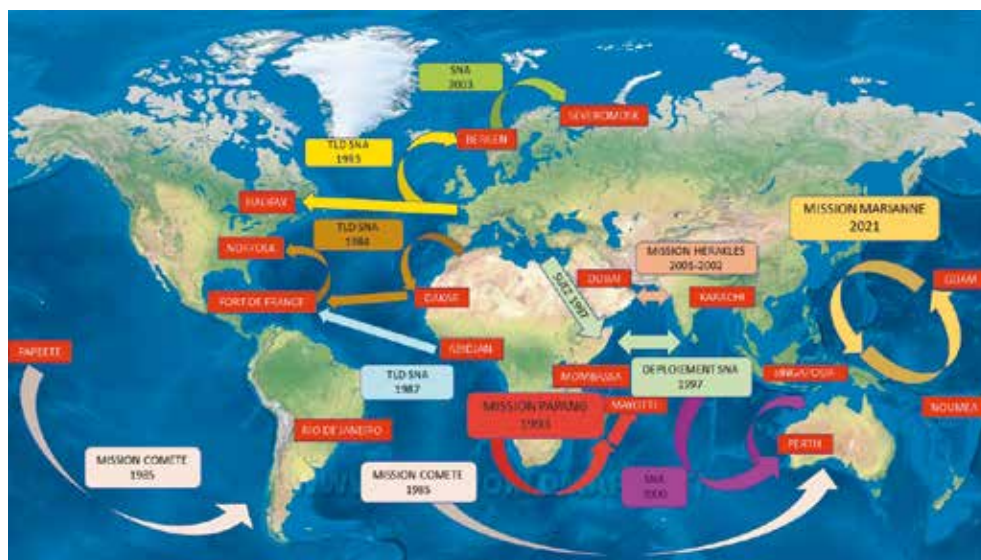 SNA
2003
SEVEROMOSK
BERGEN
TLD SNA
1993
HALIFAX
MISSION MARIANNE
2021
TLD SNA
1984
NORFOLK
MISSION HERAKLES
2001-2002
DUBAI
GUAM
SUEZ 1997
KARACHI
DAKAR
FORT DE FRANCE
ABIDJAN
PAPEETE
TLD SNA
1987
MOMBASSA
DEPLOIEMENT SNA
1997
SINGAPOUR
MISSION PAPANG
1993
MAYOTTE
NOUMEA
RIO DE JANEIRO
PERTH
MISSION COMETE
1985
MISSION COMETE
1985
SNA